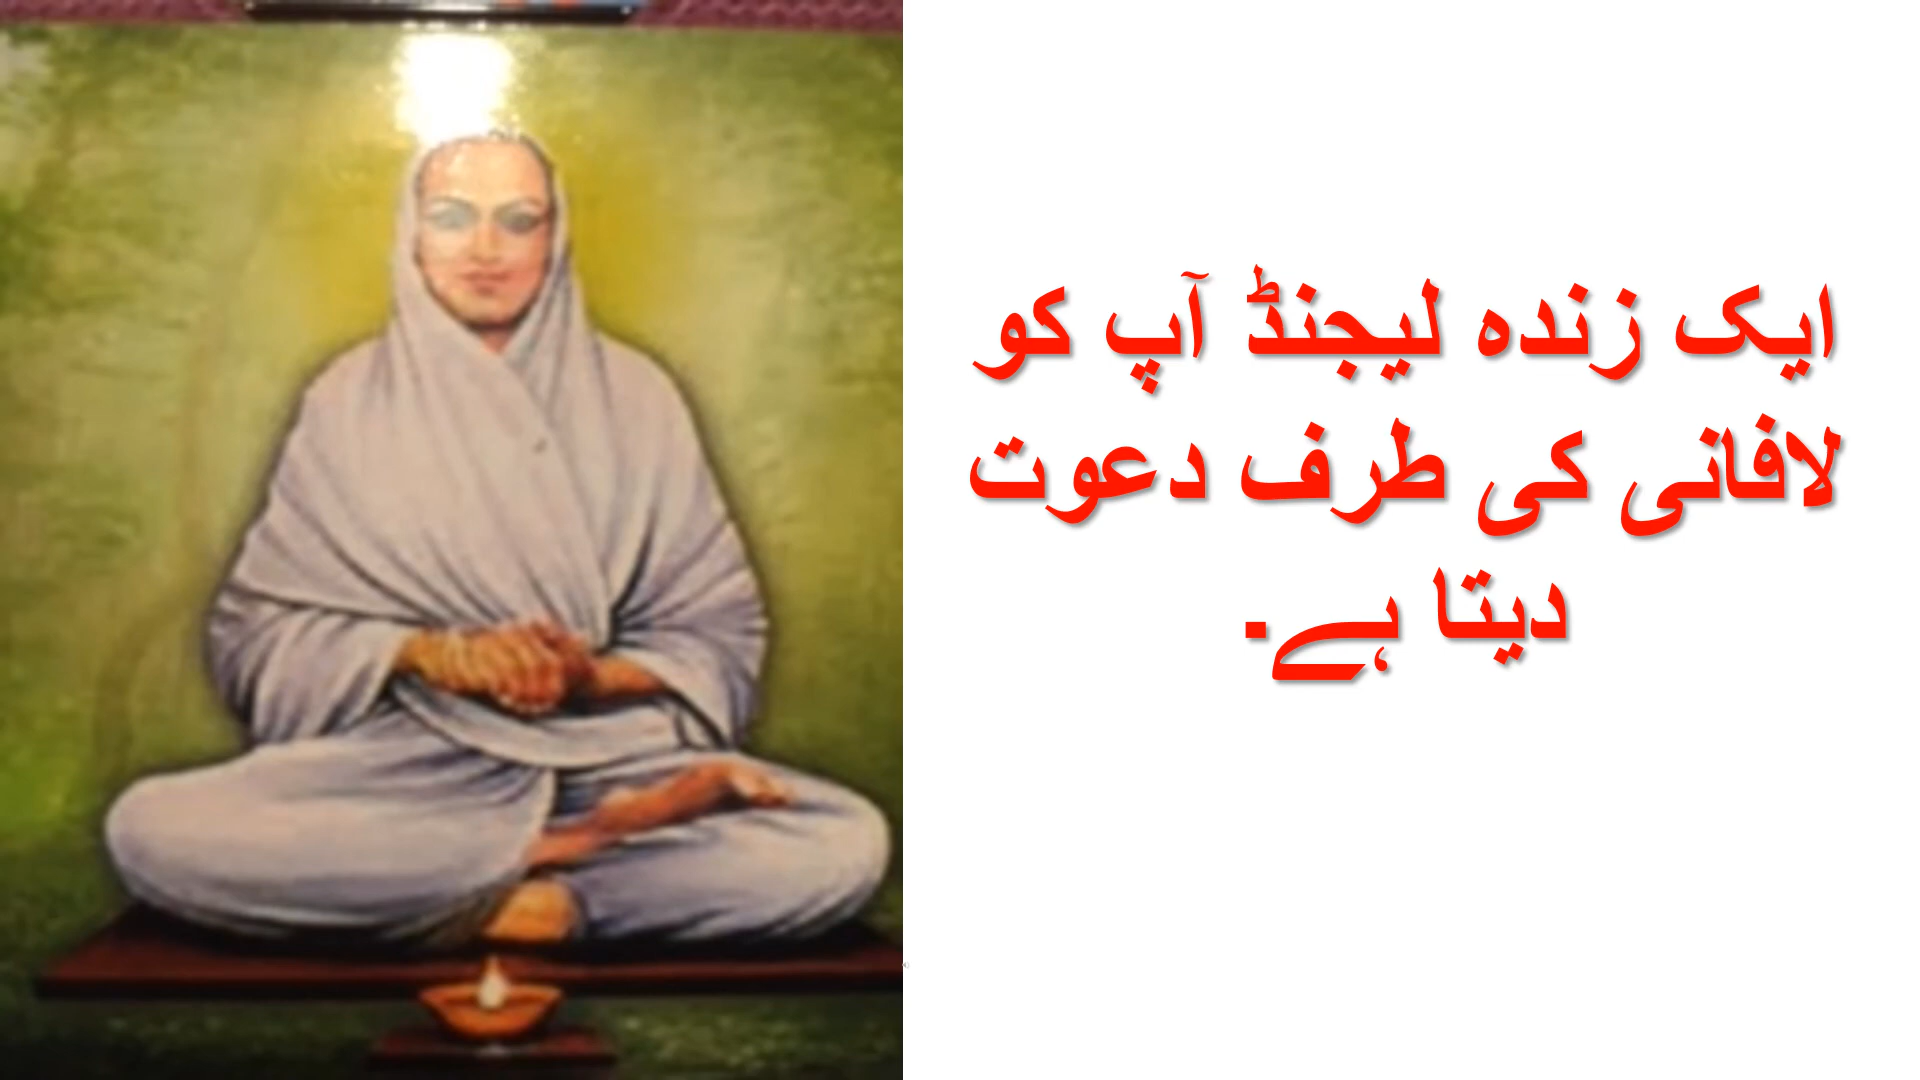 ایک زندہ لیجنڈ آپ کو
لافانی کی طرف دعوت
دیتا ہے.